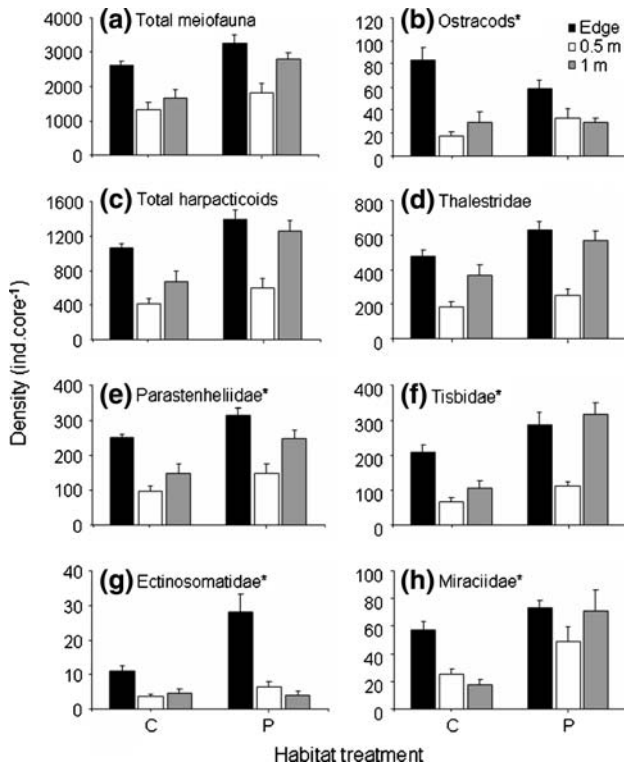 (a) Total meiofauna
4000
3000
2000
1000
0
(b) Ostracods*
100
80
60
40
20
0
Edge
0.5 m
1 m
(c) Total harpacticoids
1600
1200
800
400
0
(d) Thalestridae
800
600
400
200
0
Density (ind.core-1)
(e) Parastenheliidae*
400
300
200
100
0
(f) Tisbidae*
400
300
200
100
0
(g) Ectinosomatidae*
40
30
20
10
0
C P
(h) Miraciidae*
100
80
60
40
20
0
C P
Habitat treatment